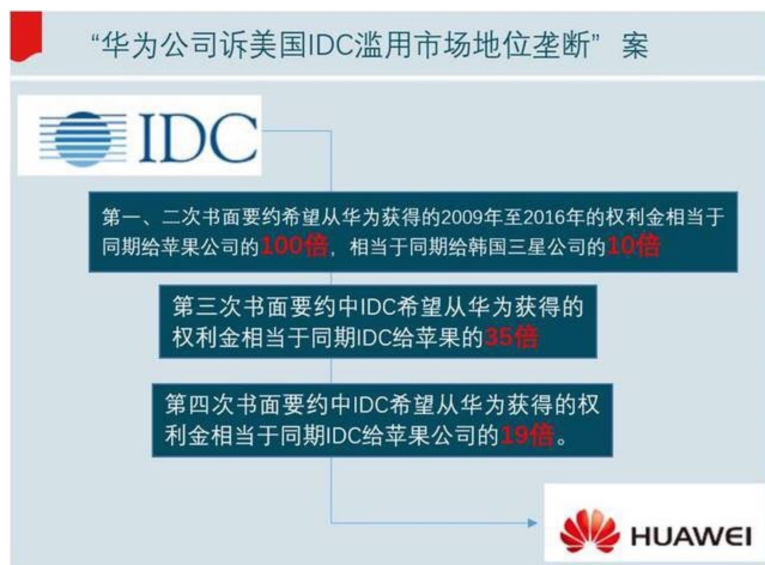 “华为公司诉美国IDC滥用市场地位垄断” 案
IDC
第一、二次书面要约希望从华为获得的2009年至2016年的权利金相当于
同期给苹果公司的100倍，相当于同期给韩国三星公司的10倍
第三次书面要约中IDC希望从华为获得的
权利金相当于同期IDC给苹果的35倍
第四次书面要约中IDC希望从华为获得的权
利金相当于同期IDC给苹果公司的19倍。
HUAWEI